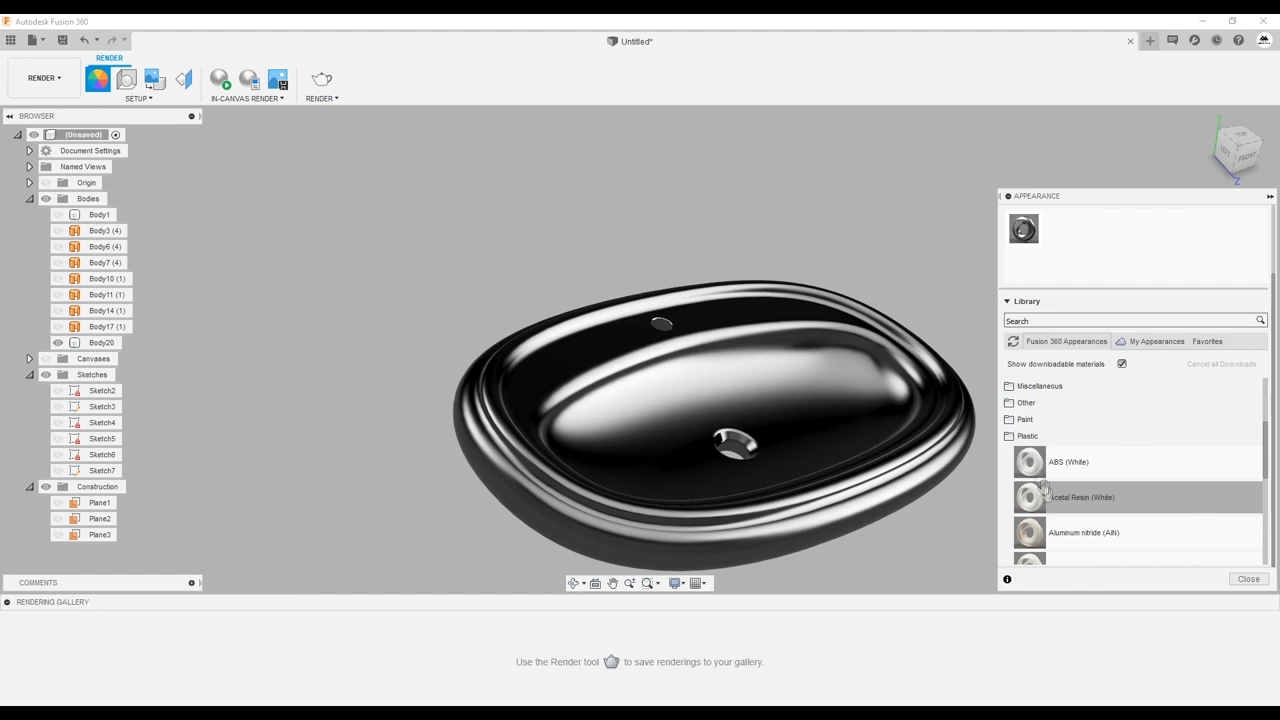 Autodesk Fusion 360
Untitled*
RENDER
RENDER
SETUP
IN-CANVAS RENDER
RENDER
BROWSER
(Unsaved)
Document Settings
Named Views
Origin
Bodies
Body1
Body3 (4)
Body6 (4)
Body7 (4)
Body10 (1)
Body11 (1)
Body14 (1)
Body17 (1)
Body20
Canvases
Sketches
Sketch2
Sketch3
Sketch4
Sketch5
Sketch6
Sketch7
Construction
Plane1
Plane2
Plane3
COMMENTS
Y
TOP
LEFT
FRONT
Z
APPEARANCE
Library
Search
Fusion 360 Appearances
My Appearances
Favorites
Show downloadable materials
Cancel all Downloads
Miscellaneous
Other
Paint
Plastic
ABS (White)
Acetal Resin (White)
Aluminum nitride (AlN)
Close
RENDERING GALLERY
Use the Render tool to save renderings to your gallery.